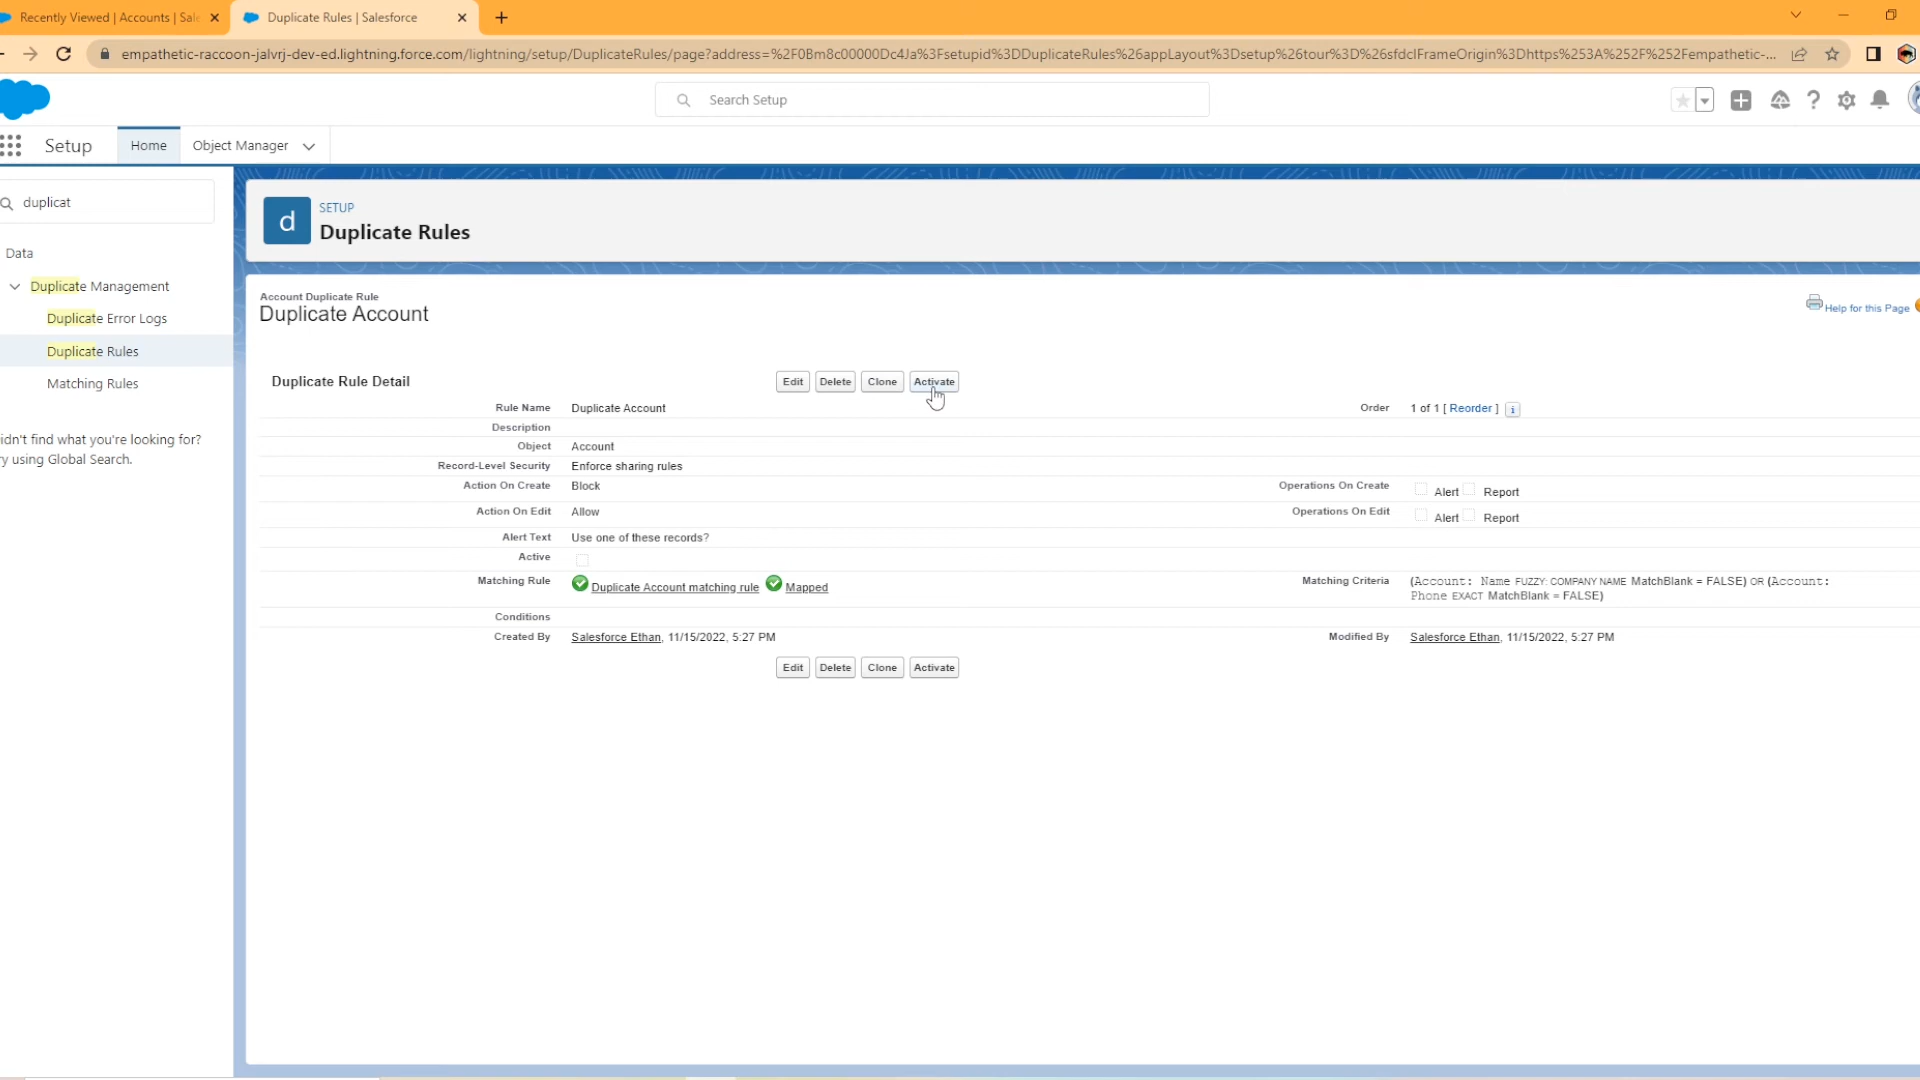 Recently Viewed | Accounts | Sale
Duplicate Rules | Salesforce
empathetic-raccoon-jalvrj-dev-ed.lightning.force.com/lightning/setup/DuplicateRules/page?address=%2F0Bm8c00000Dc4Ja%3Fsetupid%3DDuplicateRules%26appLayout%3Dsetup%26tour%3D%26sfdcIFrameOrigin%3Dhttps%253A%252F%252Fempathetic-...
Search Setup
Setup
Home
Object Manager
duplicat
SETUP
Duplicate Rules
Data
Duplicate Management
Duplicate Error Logs
Duplicate Rules
Matching Rules
idn't find what you're looking for?
ry using Global Search.
Account Duplicate Rule
Duplicate Account
Help for this Page
Duplicate Rule Detail
Edit Delete Clone Activate
Rule Name Duplicate Account Order 1 of 1 [ Reorder ] i
Description
Object Account
Record-Level Security Enforce sharing rules
Action On Create Block Operations On Create Alert Report
Action On Edit Allow Operations On Edit Alert Report
Alert Text Use one of these records?
Active
Matching Rule Duplicate Account matching rule Mapped Matching Criteria (Account: Name FUZZY: COMPANY NAME MatchBlank = FALSE) OR (Account:
Phone EXACT MatchBlank = FALSE)
Conditions
Created By Salesforce Ethan, 11/15/2022, 5:27 PM Modified By Salesforce Ethan, 11/15/2022, 5:27 PM
Edit Delete Clone Activate